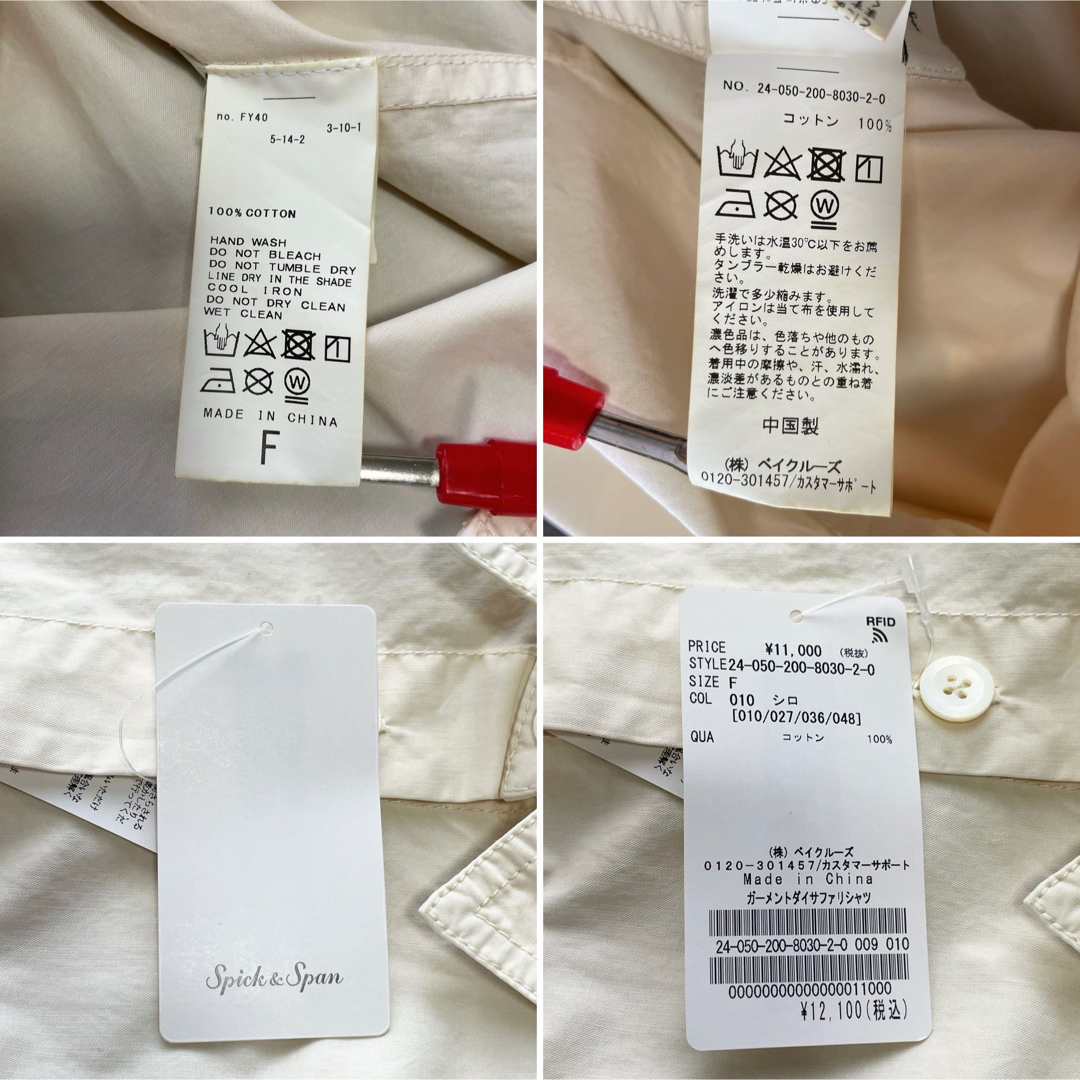 no. FY40
3-10-1
5-14-2
100% COTTON
HAND WASH
DO NOT BLEACH
DO NOT TUMBLE DRY
LINE DRY IN THE SHADE
COOL IRON
DO NOT DRY CLEAN
WET CLEAN
W
MADE IN CHINA
F
NO. 24-050-200-8030-2-0
コットン 100%
W
手洗いは水温30℃以下をお薦
めします。
タンブラー乾燥はお避けくだ
さい。
洗濯で多少縮みます。
アイロンは当て布を使用して
ください。
濃色品は、色落ちや他のもの
へ色移りすることがあります。
着用中の摩擦や、汗、水濡れ、
濃淡差があるものとの重ね着
にご注意ください。
中国製
(株) ベイクルーズ
0120-301457/カスタマーサポート
Spick & Span
RFID
PRICE ¥11,000 (税抜)
STYLE 24-050-200-8030-2-0
SIZE F
COL 010 シロ
[010/027/036/048]
QUA コットン 100%
(株) ベイクルーズ
0120-301457/カスタマーサポート
Made in China
ガーメントダイサファリシャツ
24-050-200-8030-2-0 009 010
00000000000000011000
¥12,100(税込)